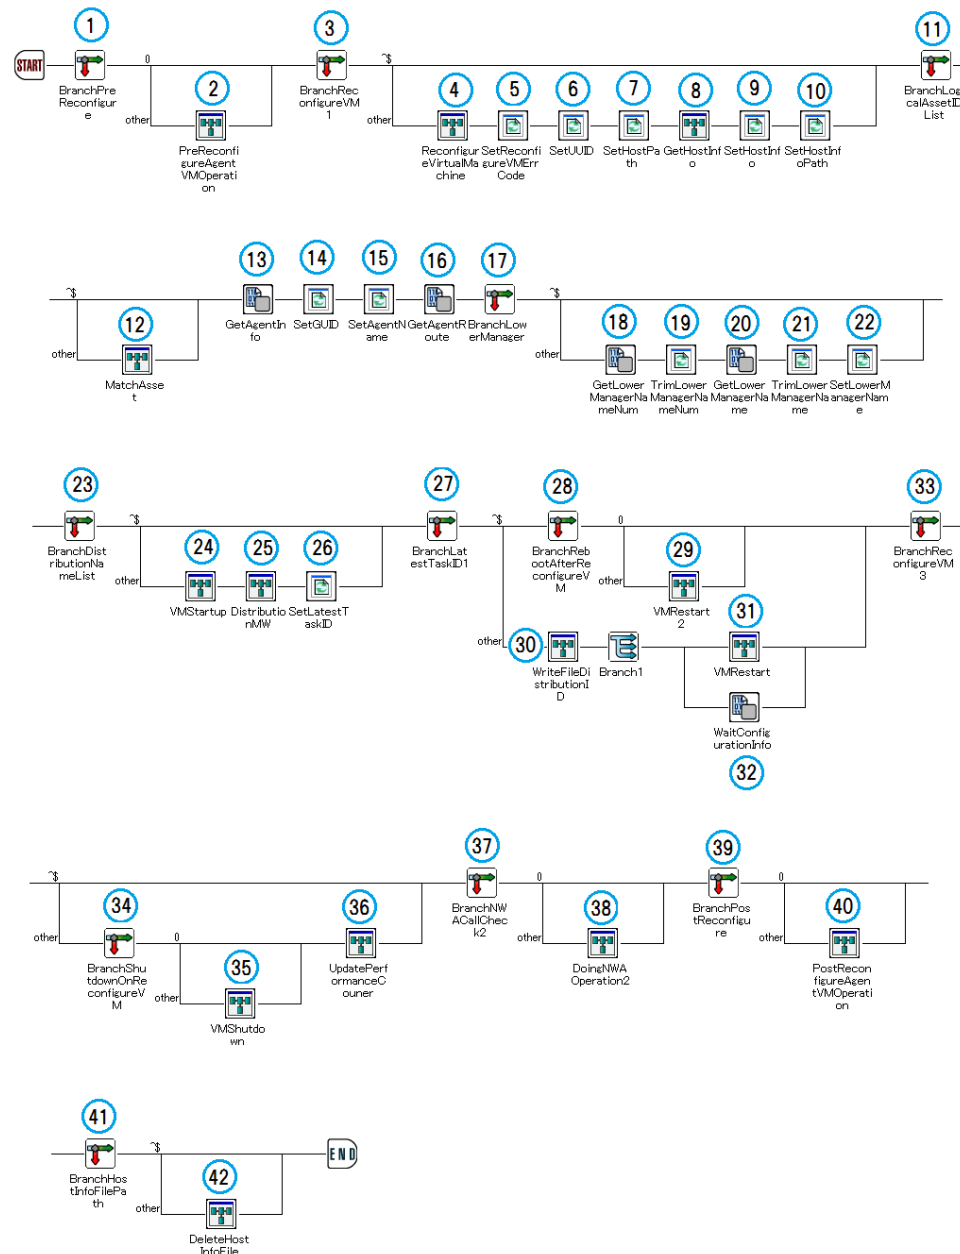 1
3
11
START
0
^$
BranchPre
Reconfigur
e
2
BranchRec
onfigureVM
1
4
5
6
7
8
9
10
BranchLog
calAssetID
List
other
other
PreReconfi
gureAgent
VMOperati
on
Reconfigur
eVirtualMa
chine
SetReconfi
gureVMErr
Code
SetUUID
SetHostPa
th
GetHostInf
o
SetHostInf
o
SetHostInf
oPath
13
14
15
16
17
^$
^$
12
GetAgentIn
fo
SetGUID
SetAgentN
ame
GetAgentR
oute
BranchLow
erManager
18
19
20
21
22
other
other
MatchAsse
t
GetLower
ManagerNa
meNum
TrimLower
ManagerNa
meNum
GetLower
ManagerNa
me
TrimLower
ManagerNa
me
SetLowerM
anagerNam
e
23
27
28
33
^$
^$
0
BranchDist
ributionNa
meList
24
25
26
BranchLat
estTaskID1
BranchReb
ootAfterRe
configureV
M
29
BranchRec
onfigureVM
3
other
other
VMStartup
Distributio
nMW
SetLatestT
askID
VMRestart
2
31
other
30
WriteFileDi
stributionI
D
Branch1
VMRestart
WaitConfig
urationInfo
32
37
39
^$
0
0
34
36
BranchNW
ACallChec
k2
38
BranchPos
tReconfigu
re
40
other
0
other
other
BranchShu
tdownOnRe
configureV
M
35
UpdatePerf
ormanceC
ouner
DoingNWA
Operation2
PostRecon
figureAgen
tVMOperati
on
other
VMShutdo
wn
41
^$
END
BranchHos
tInfoFilePa
th
42
other
DeleteHost
InfoFile